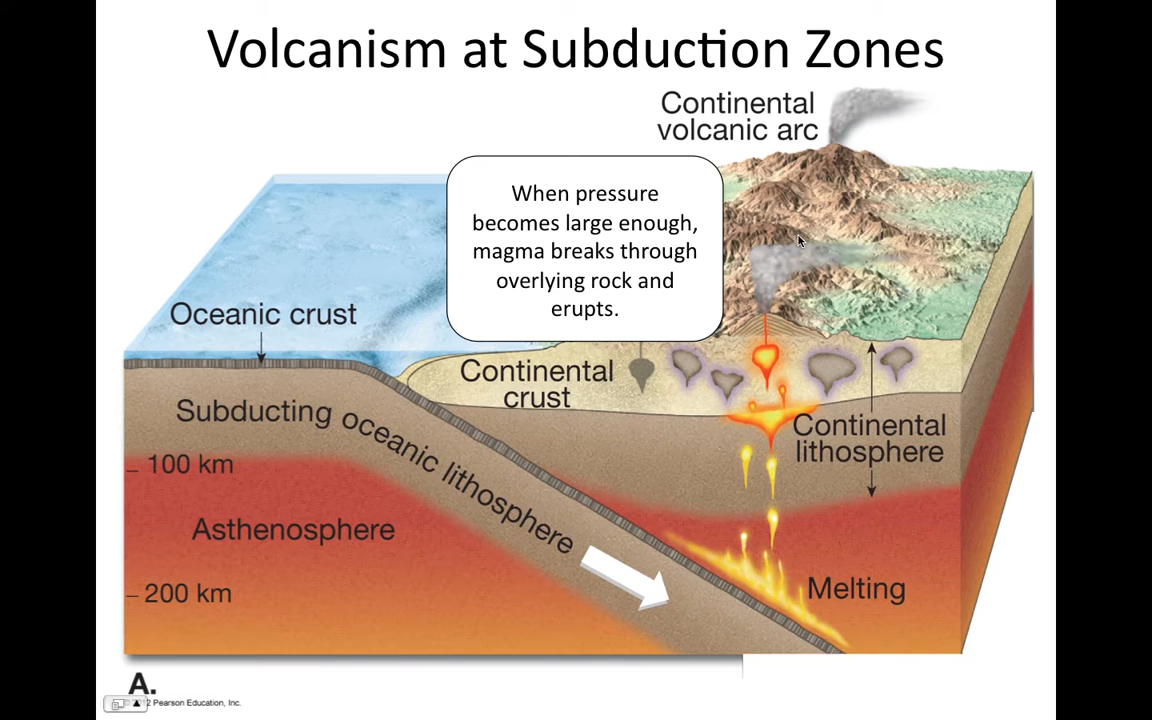 Volcanism at Subduction Zones
Continental
volcanic arc
When pressure
becomes large enough,
magma breaks through
overlying rock and
erupts.
Oceanic crust
Continental
crust
Subducting oceanic lithosphere
Continental
lithosphere
– 100 km
Asthenosphere
– 200 km
Melting
A.
2 Pearson Education, Inc.